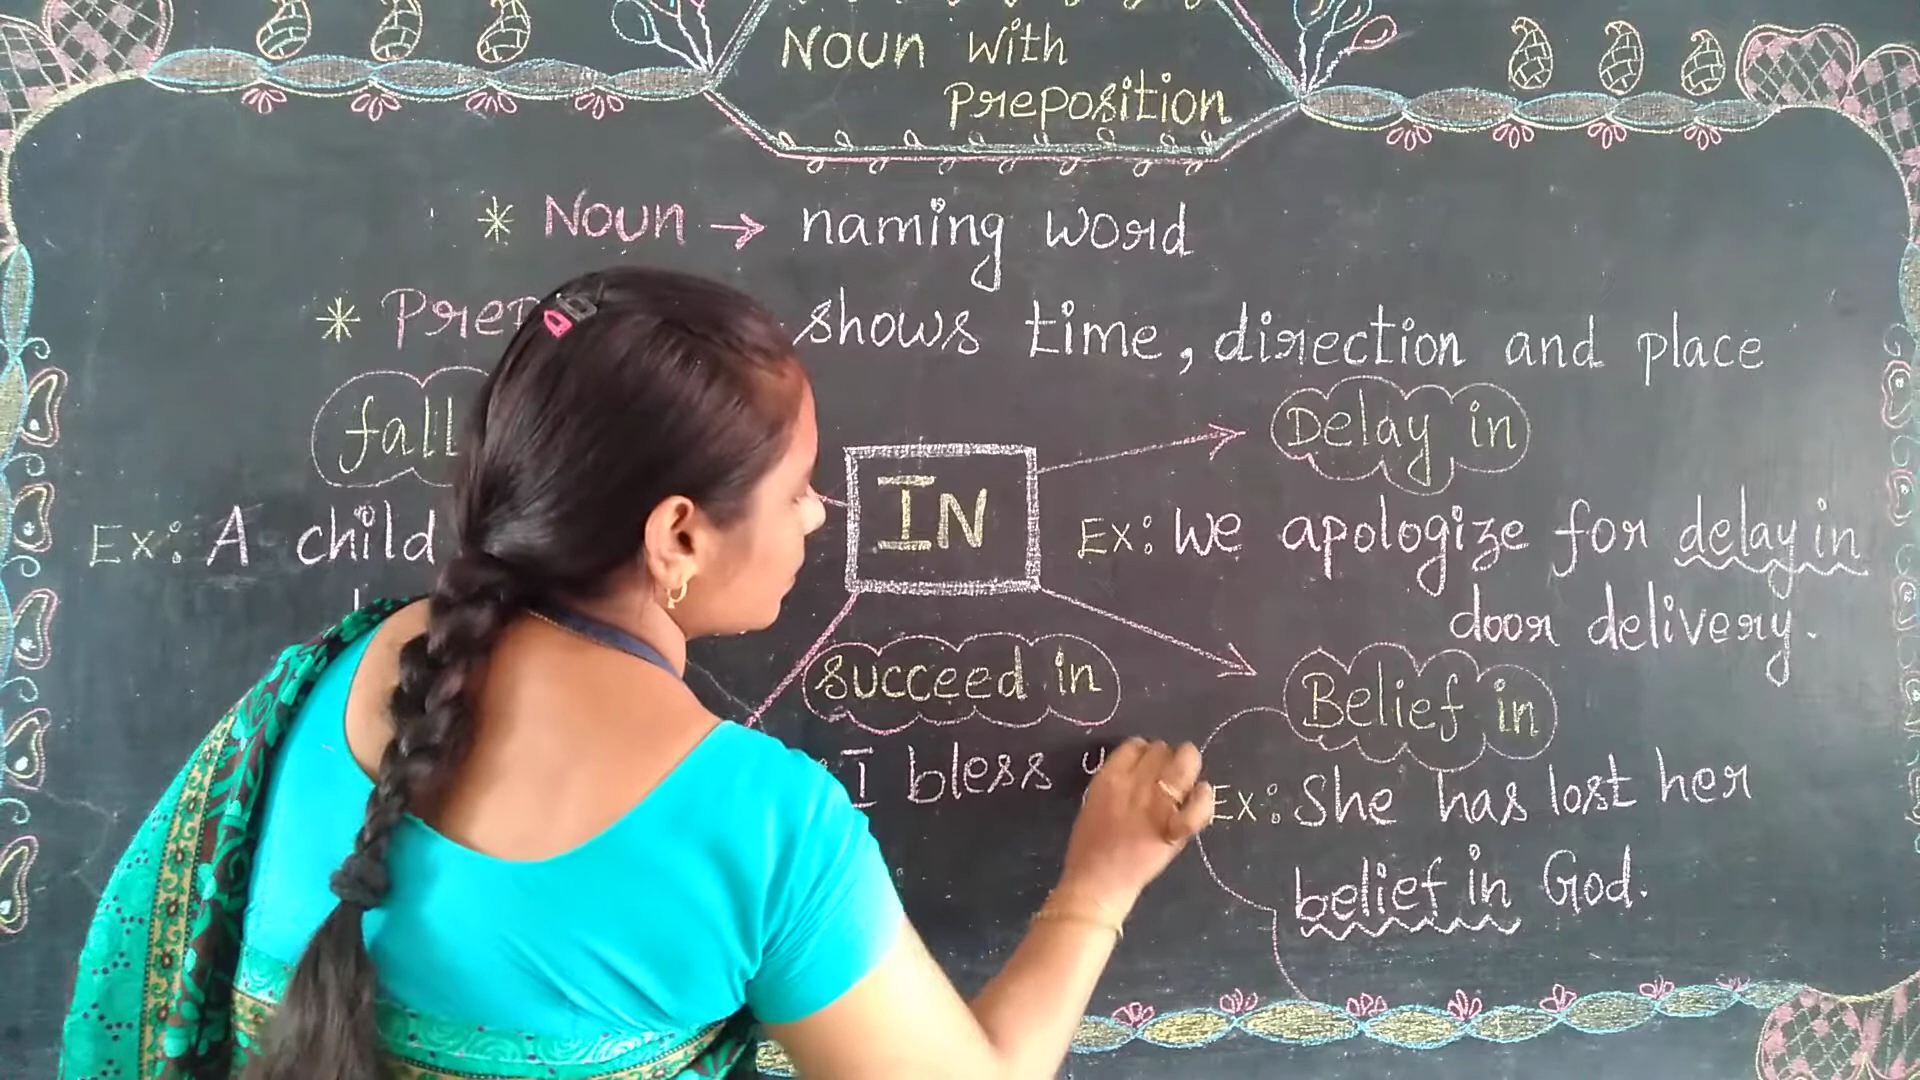 Noun with
Preposition
* Noun → naming word
* shows time, direction and place
fall
Delay in
IN
Ex: A child
Ex: We apologize for delay in
door delivery.
succeed in
Belief in
: I bless
Ex: She has lost her
belief in God.